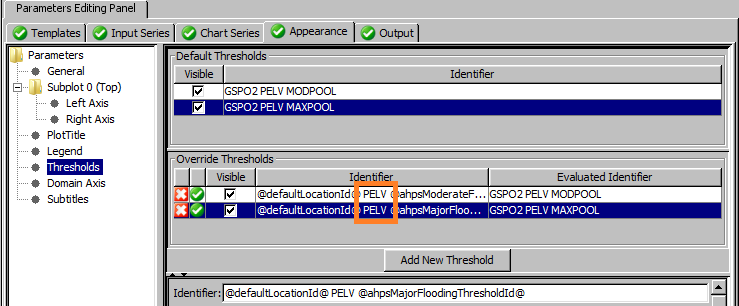 Parameters Editing Panel
Templates Input Series Chart Series Appearance Output
Parameters
General
Subplot 0 (Top)
Left Axis
Right Axis
PlotTitle
Legend
Thresholds
Domain Axis
Subtitles
Default Thresholds
Visible Identifier
GSPO2 PELV MODPOOL
GSPO2 PELV MAXPOOL
Override Thresholds
Visible Identifier Evaluated Identifier
@defaultLocationId@ PELV @ahpsModerateF... GSPO2 PELV MODPOOL
@defaultLocationId@ PELV @ahpsMajorFloo... GSPO2 PELV MAXPOOL
Add New Threshold
Identifier: @defaultLocationId@ PELV @ahpsMajorFloodingThresholdId@